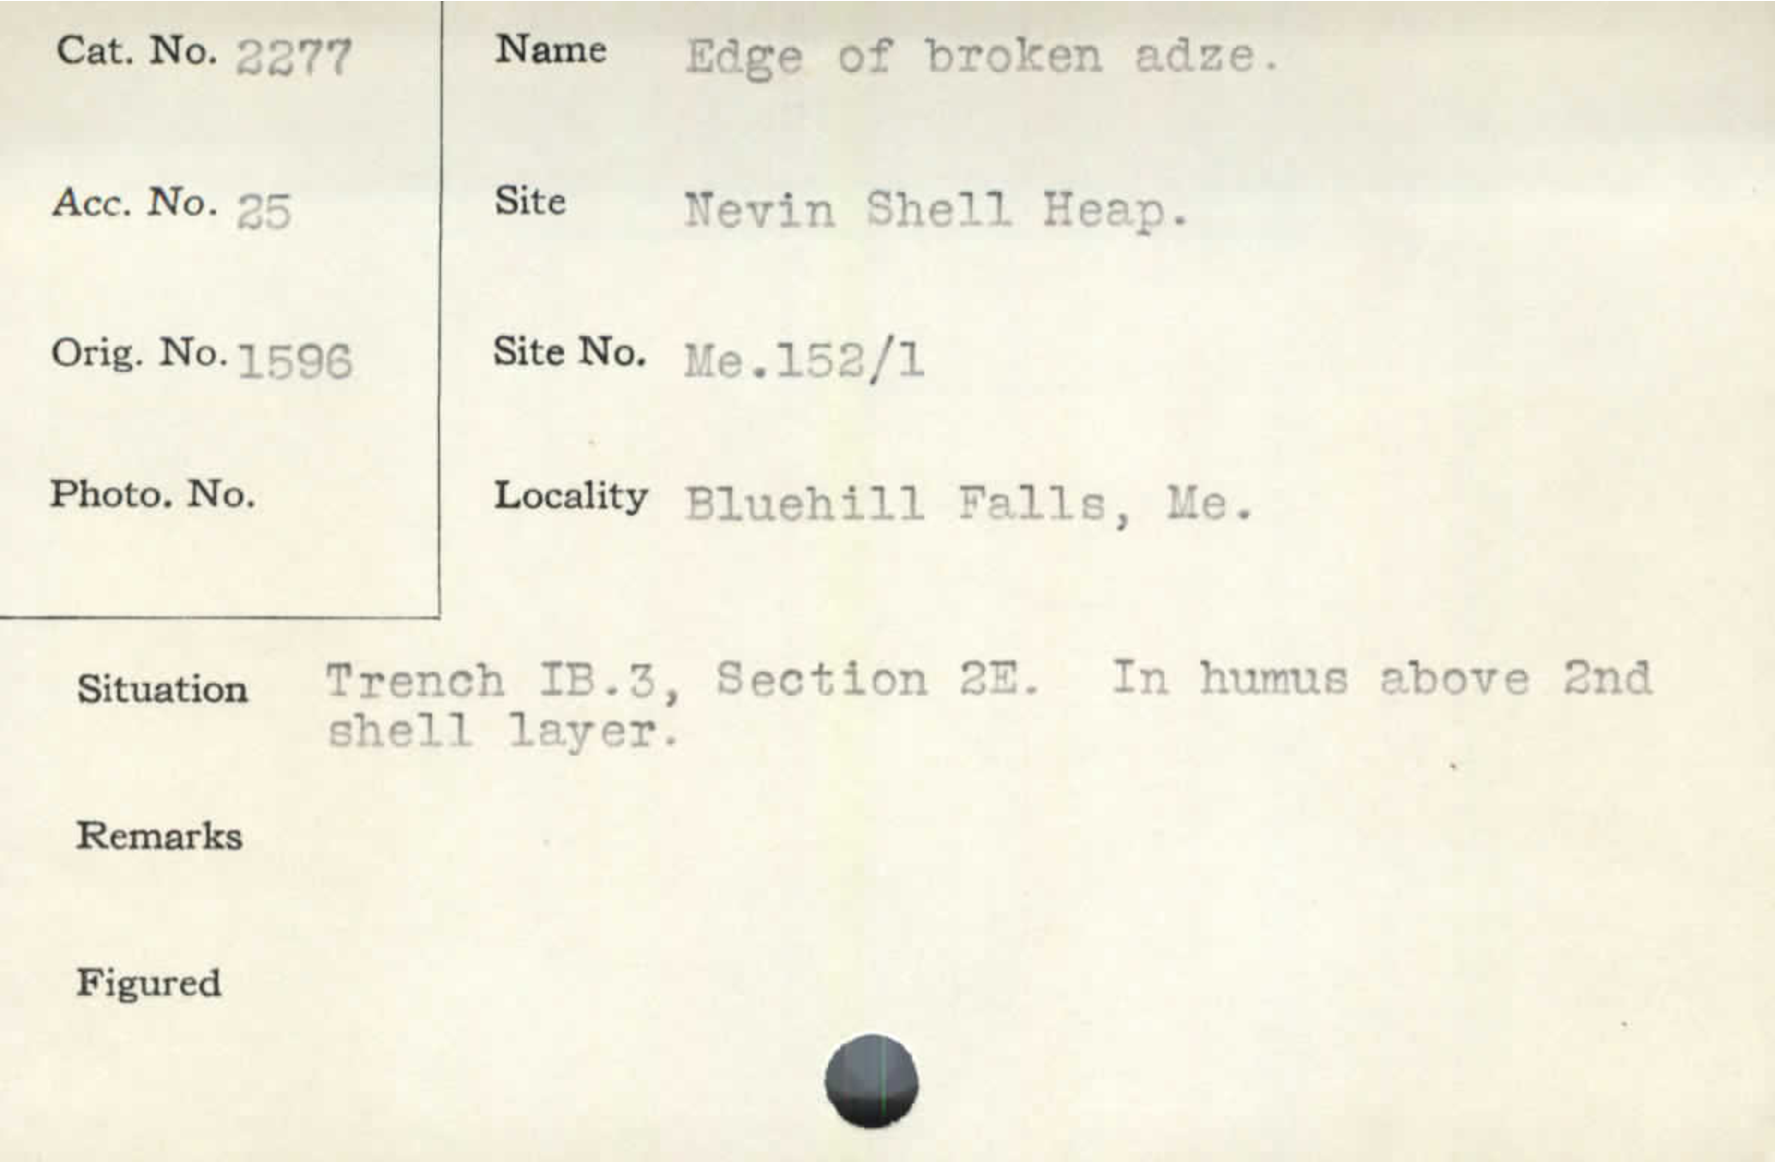 Cat. No. 2277
Name Edge of broken adze.
Acc. No. 25
Site Nevin Shell Heap.
Orig. No. 1596
Site No. Me.152/1
Photo. No.
Locality Bluehill Falls, Me.
Situation Trench IB.3, Section 2E. In humus above 2nd
shell layer.
Remarks
Figured